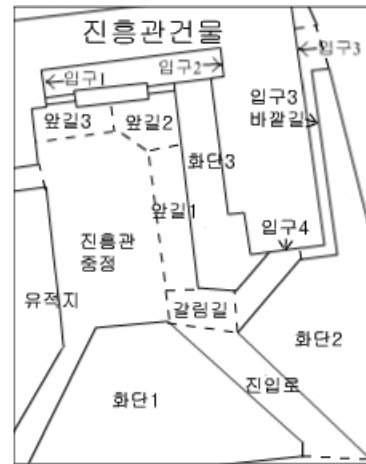 진흥관건물
입구1
입구2
입구3
앞길3
앞길2
입구3
바깥길
화단3
앞길1
입구4
진흥관
중정
유적지
갈림길
화단2
진입로
화단1